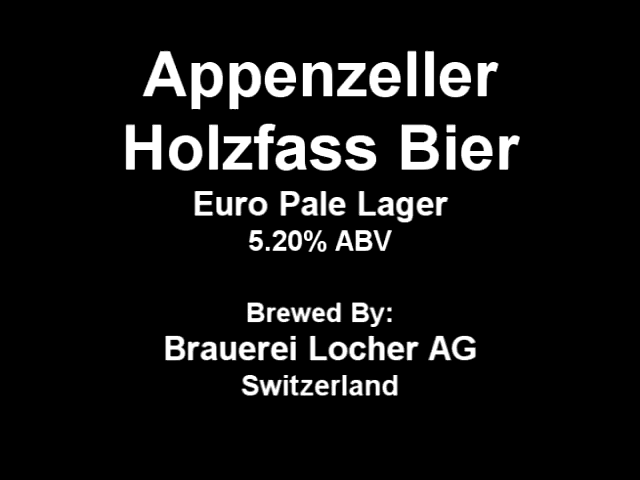 Appenzeller
Holzfass Bier
Euro Pale Lager
5.20% ABV
Brewed By:
Brauerei Locher AG
Switzerland